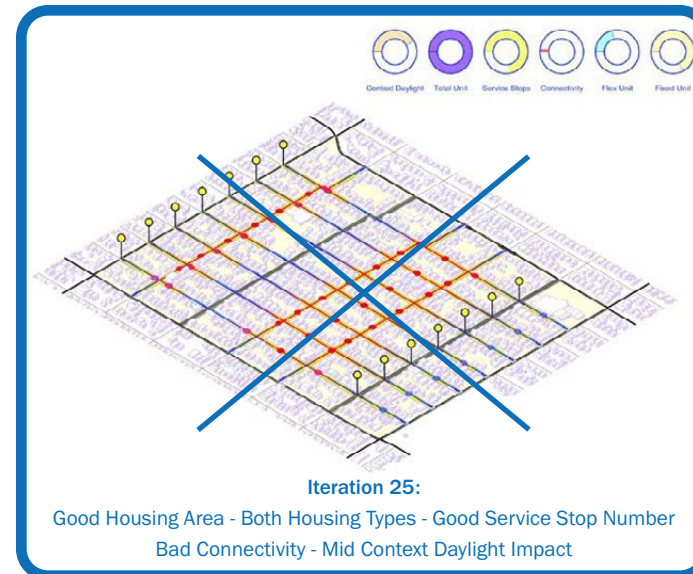 Context Daylight Total Unit Service Stops Connectivity Flex Unit Fixed Unit
Iteration 25:
Good Housing Area - Both Housing Types - Good Service Stop Number
Bad Connectivity - Mid Context Daylight Impact